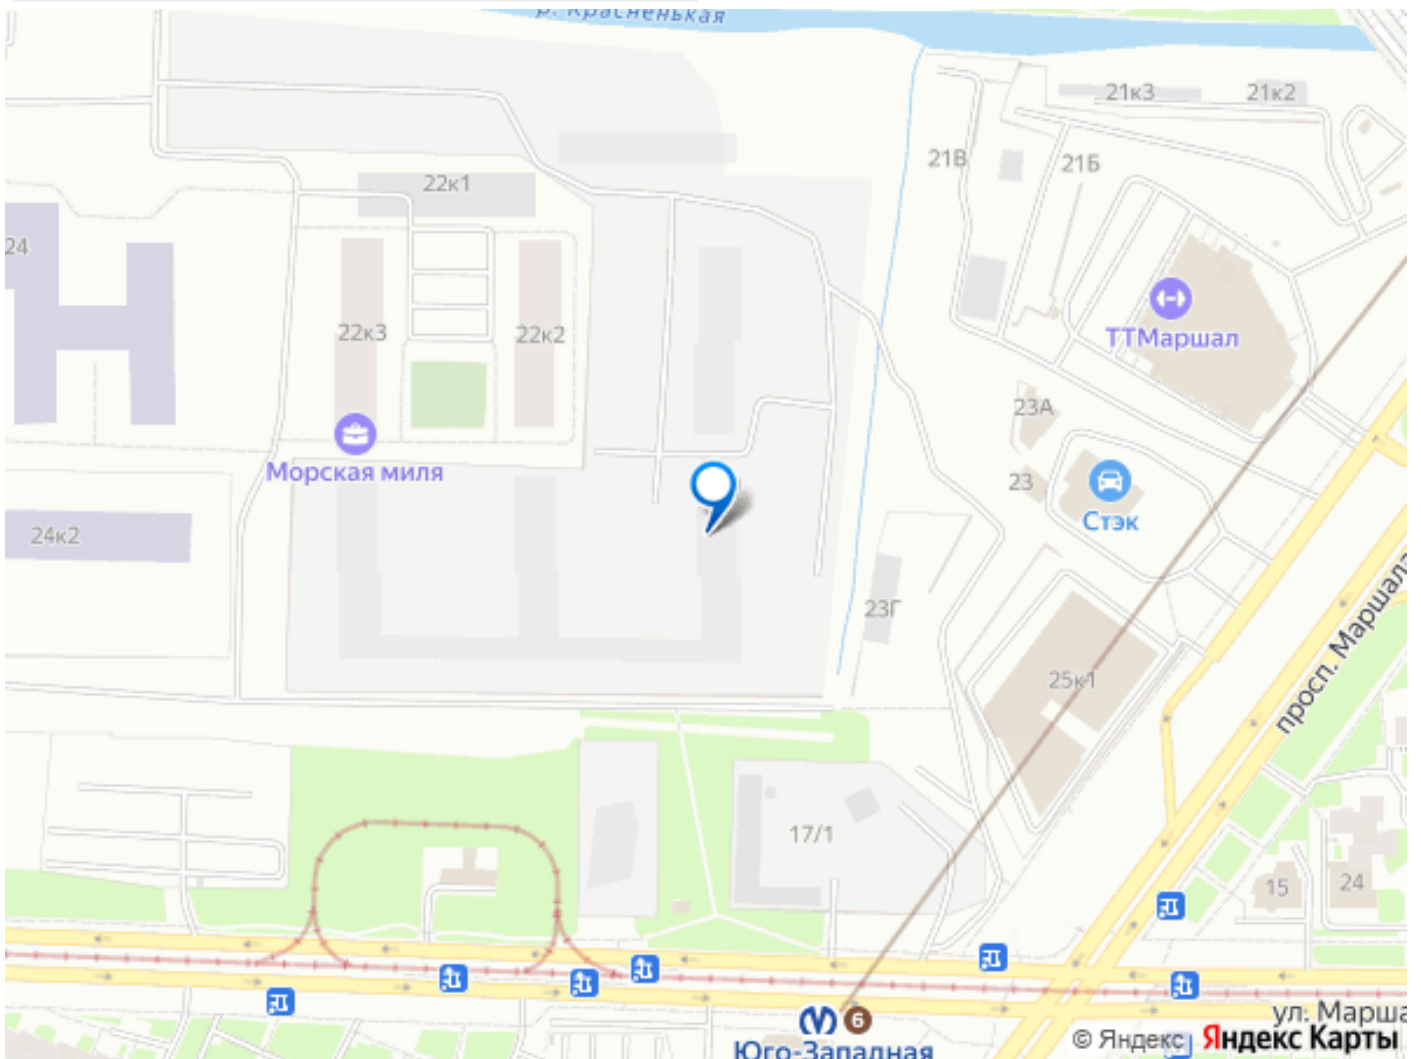 р. Красненькая
21к3
21к2
21В
21Б
22к1
24
22к3
22к2
ТТМаршал
23А
Морская миля
23
Стэк
24к2
23Г
25к1
просп. Маршала
17/1
15
24
6
Юго-Западная
ул. Марша
© Яндекс
Яндекс Карты